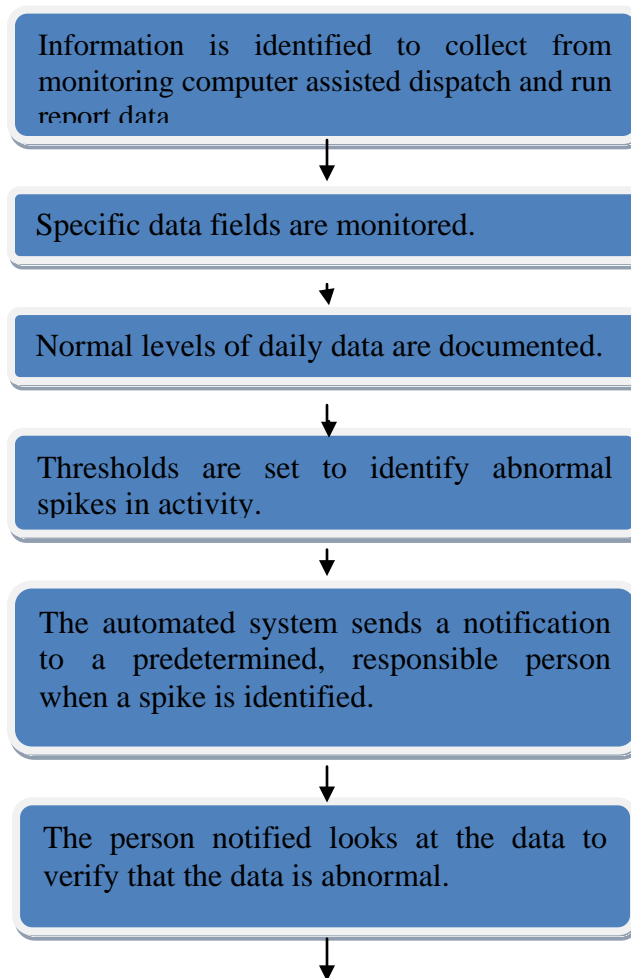 Information is identified to collect from
monitoring computer assisted dispatch and run
report data
Specific data fields are monitored.
Normal levels of daily data are documented.
Thresholds are set to identify abnormal
spikes in activity.
The automated system sends a notification
to a predetermined, responsible person
when a spike is identified.
The person notified looks at the data to
verify that the data is abnormal.